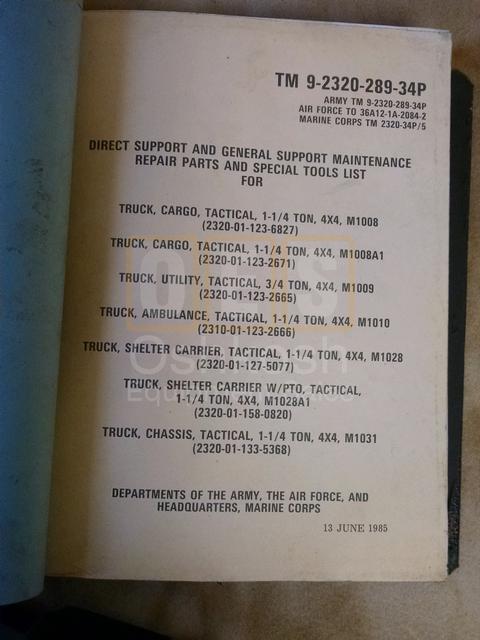 TM 9-2320-289-34P
ARMY TM 9-2320-289-34P
AIR FORCE TO 36A12-1A-2084-2
MARINE CORPS TM 2320-34P/5
DIRECT SUPPORT AND GENERAL SUPPORT MAINTENANCE
REPAIR PARTS AND SPECIAL TOOLS LIST
FOR
TRUCK, CARGO, TACTICAL, 1-1/4 TON, 4X4, M1008
(2320-01-123-6827)
TRUCK, CARGO, TACTICAL, 1-1/4 TON, 4X4, M1008A1
(2320-01-123-2671)
TRUCK, UTILITY, TACTICAL, 3/4 TON, 4X4, M1009
(2320-01-123-2665)
TRUCK, AMBULANCE, TACTICAL, 1-1/4 TON, 4X4, M1010
(2310-01-123-2666)
TRUCK, SHELTER CARRIER, TACTICAL, 1-1/4 TON, 4X4, M1028
(2320-01-127-5077)
TRUCK, SHELTER CARRIER W/PTO, TACTICAL,
1-1/4 TON, 4X4, M1028A1
(2320-01-158-0820)
TRUCK, CHASSIS, TACTICAL, 1-1/4 TON, 4X4, M1031
(2320-01-133-5368)
DEPARTMENTS OF THE ARMY, THE AIR FORCE, AND
HEADQUARTERS, MARINE CORPS
13 JUNE 1985
OES
Oshkosh